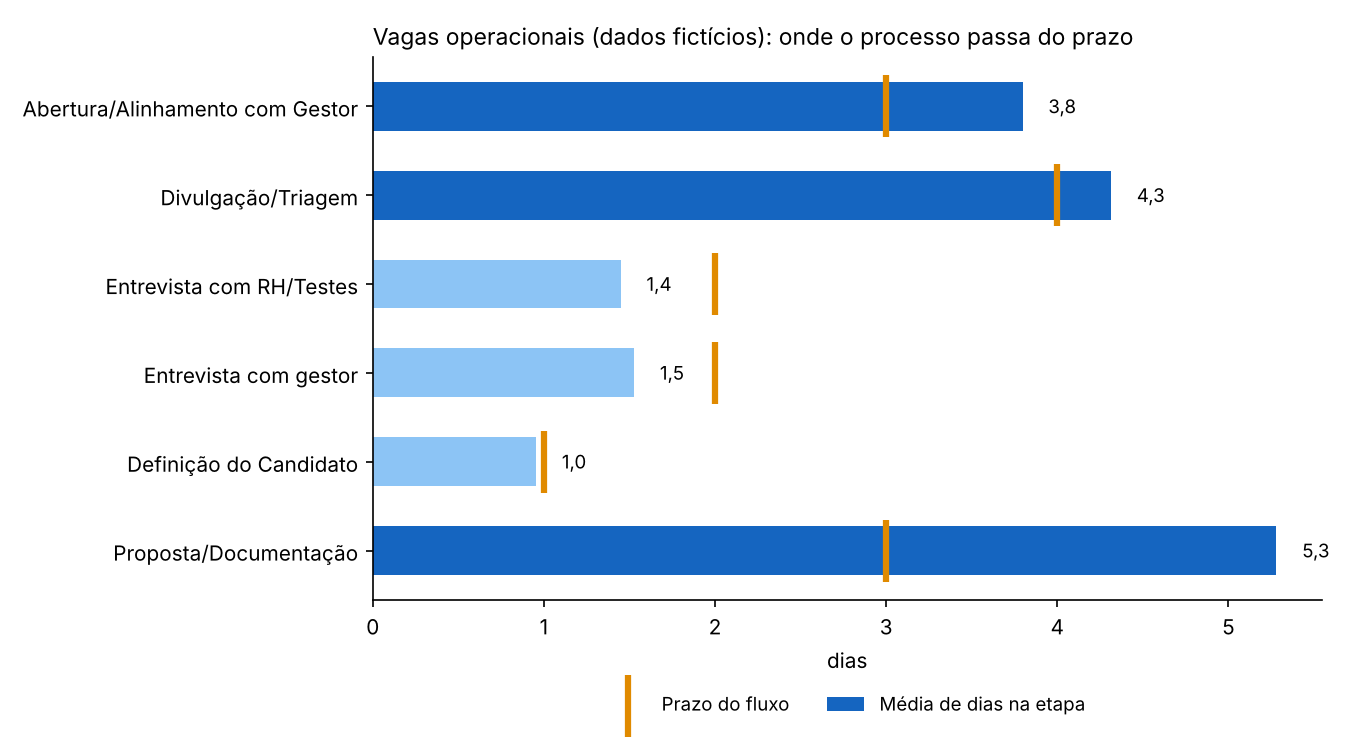 Vagas operacionais (dados fictícios): onde o processo passa do prazo
Abertura/Alinhamento com Gestor
3,8
Divulgação/Triagem
4,3
Entrevista com RH/Testes
1,4
Entrevista com gestor
1,5
Definição do Candidato
1,0
Proposta/Documentação
5,3
0 1 2 3 4 5
dias
Prazo do fluxo Média de dias na etapa